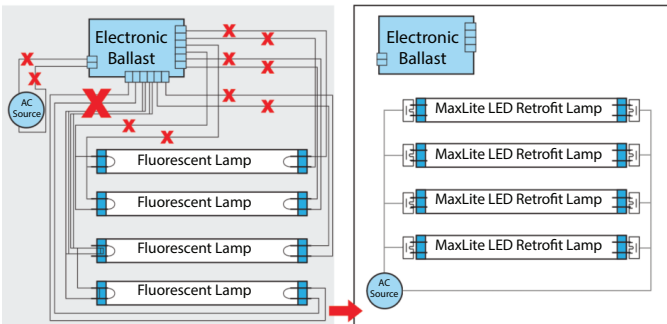 Electronic
Ballast
AC
Source
Fluorescent Lamp
Fluorescent Lamp
Fluorescent Lamp
Fluorescent Lamp
Electronic
Ballast
MaxLite LED Retrofit Lamp
MaxLite LED Retrofit Lamp
MaxLite LED Retrofit Lamp
MaxLite LED Retrofit Lamp
AC
Source